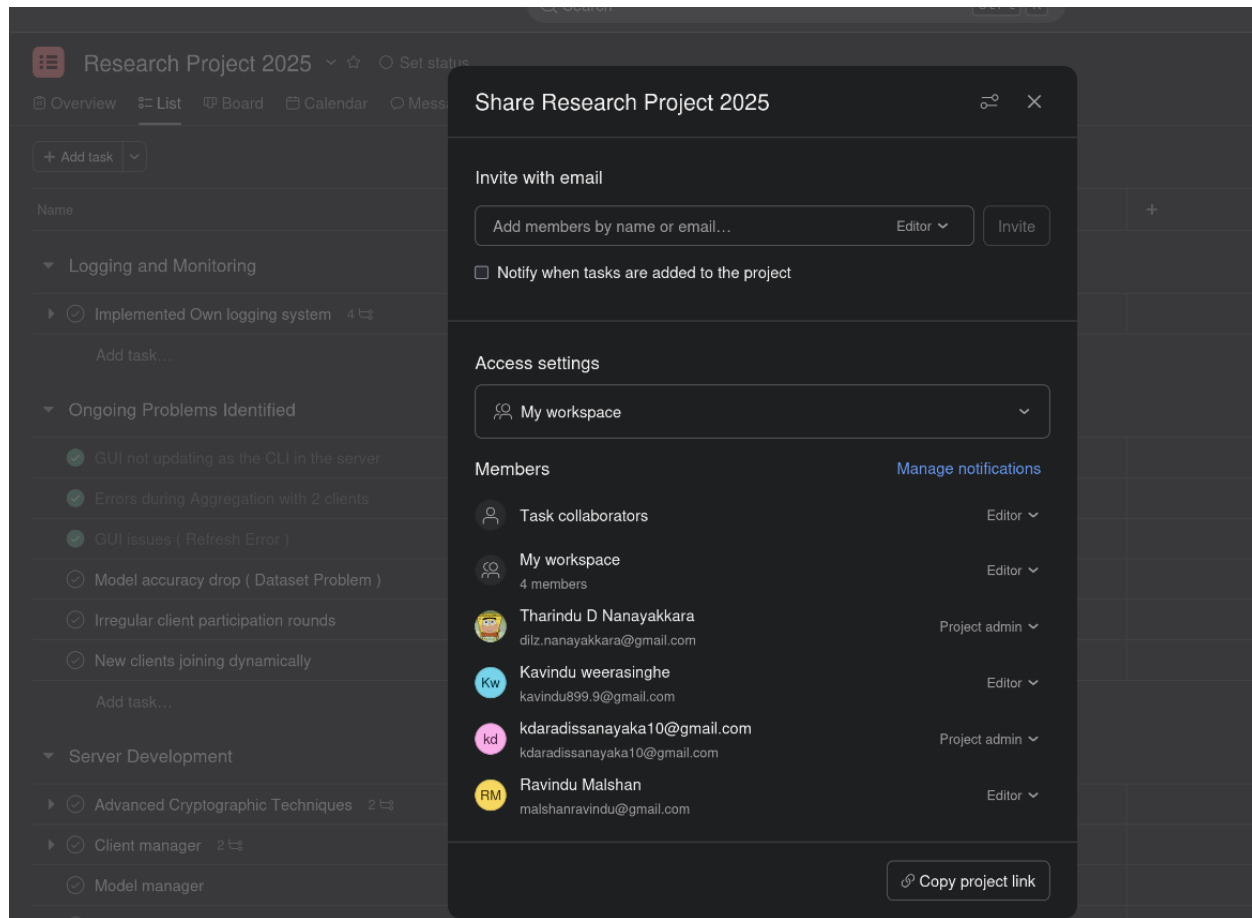 Search
Research Project 2025
Set status
Overview
List
Board
Calendar
Mess
Add task
Name
Logging and Monitoring
Implemented Own logging system 4
Add task...
Ongoing Problems Identified
GUI not updating as the CLI in the server
Errors during Aggregation with 2 clients
GUI issues ( Refresh Error )
Model accuracy drop ( Dataset Problem )
Irregular client participation rounds
New clients joining dynamically
Add task...
Server Development
Advanced Cryptographic Techniques 2
Client manager 2
Model manager
Share Research Project 2025
Invite with email
Add members by name or email...
Editor
Invite
Notify when tasks are added to the project
Access settings
My workspace
Members
Manage notifications
Task collaborators
Editor
My workspace
4 members
Editor
Tharindu D Nanayakkara
dilz.nanayakkara@gmail.com
Project admin
Kw
Kavindu weerasinghe
kavindu899.9@gmail.com
Editor
kd
kdaradissanayaka10@gmail.com
kdaradissanayaka10@gmail.com
Project admin
RM
Ravindu Malshan
malshanravindu@gmail.com
Editor
Copy project link